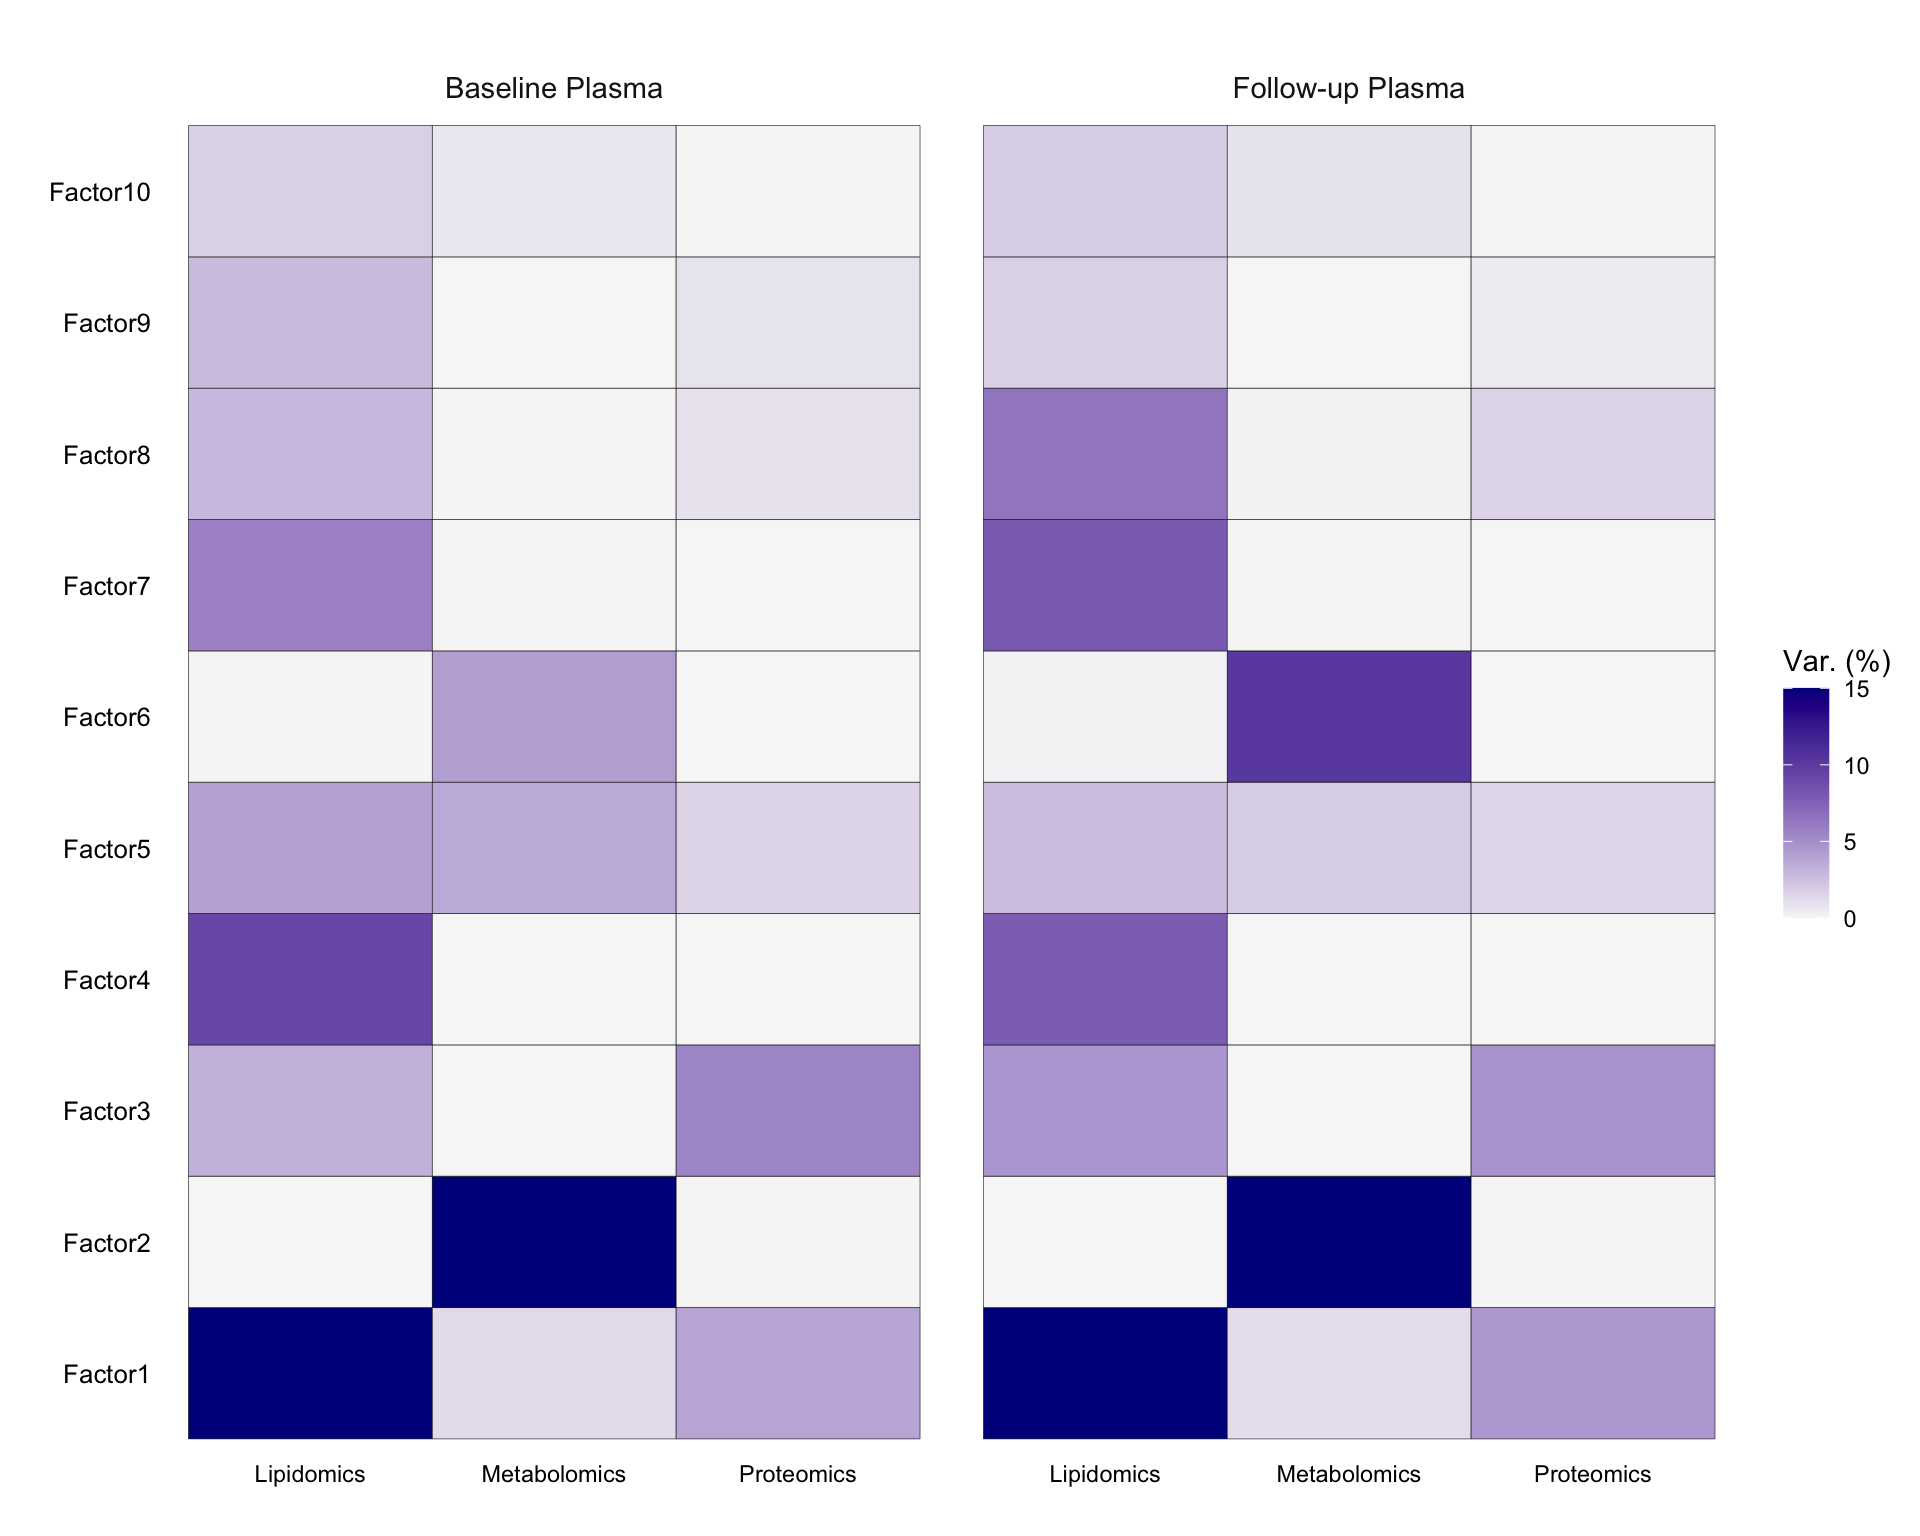 Baseline Plasma
Follow-up Plasma
Factor10
Factor9
Factor8
Factor7
Factor6
Factor5
Factor4
Factor3
Factor2
Factor1
Lipidomics
Metabolomics
Proteomics
Lipidomics
Metabolomics
Proteomics
Var. (%)
15
10
5
0